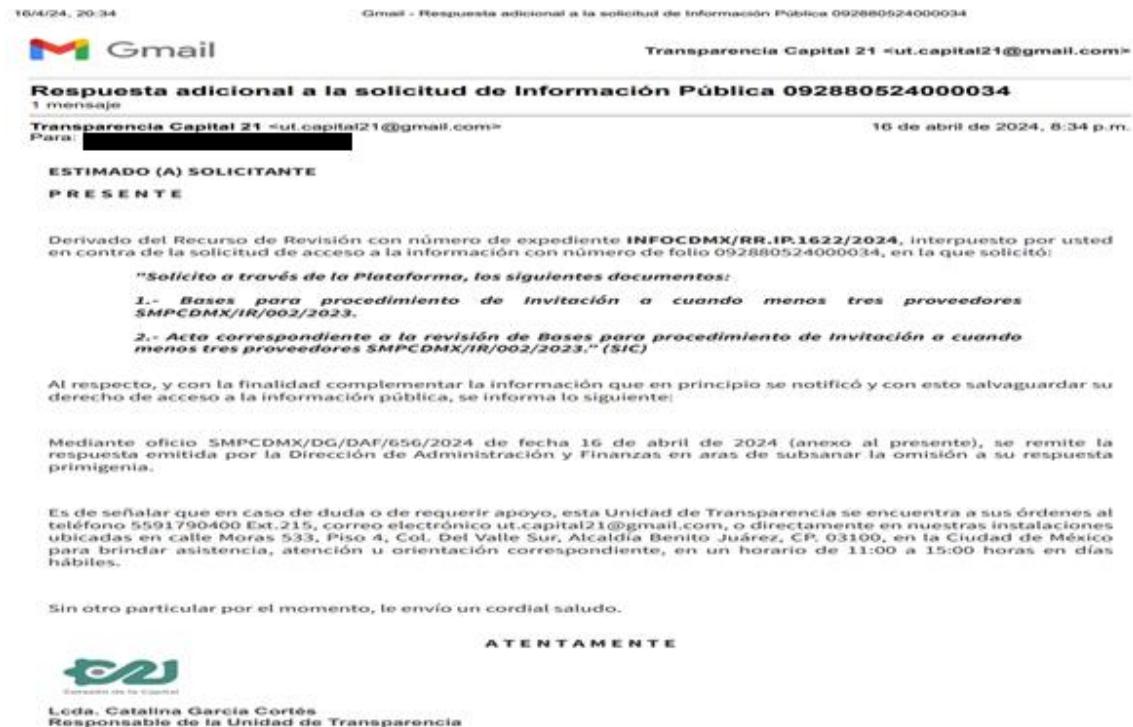 16/4/24, 20:34
Gmail - Respuesta adicional a la solicitud de Información Pública 092880524000034
Gmail
Transparencia Capital 21 <ut.capital21@gmail.com>
Respuesta adicional a la solicitud de Información Pública 092880524000034
1 mensaje
Transparencia Capital 21 <ut.capital21@gmail.com>
16 de abril de 2024, 8:34 p.m.
Para:
ESTIMADO (A) SOLICITANTE
P R E S E N T E
Derivado del Recurso de Revisión con número de expediente INFOCDMX/RR.IP.1622/2024, interpuesto por usted
en contra de la solicitud de acceso a la información con número de folio 092880524000034, en la que solicitó:
"Solicito a través de la Plataforma, los siguientes documentos:
1.- Bases para procedimiento de Invitación a cuando menos tres proveedores
SMPCDMX/IR/002/2023.
2.- Acta correspondiente a la revisión de Bases para procedimiento de Invitación a cuando
menos tres proveedores SMPCDMX/IR/002/2023." (SIC)
Al respecto, y con la finalidad complementar la información que en principio se notificó y con esto salvaguardar su
derecho de acceso a la información pública, se informa lo siguiente:
Mediante oficio SMPCDMX/DG/DAF/656/2024 de fecha 16 de abril de 2024 (anexo al presente), se remite la
respuesta emitida por la Dirección de Administración y Finanzas en aras de subsanar la omisión a su respuesta
primigenia.
Es de señalar que en caso de duda o de requerir apoyo, esta Unidad de Transparencia se encuentra a sus órdenes al
teléfono 5591790400 Ext.215, correo electrónico ut.capital21@gmail.com, o directamente en nuestras instalaciones
ubicadas en calle Moras 533, Piso 4, Col. Del Valle Sur, Alcaldía Benito Juárez, CP. 03100, en la Ciudad de México
para brindar asistencia, atención u orientación correspondiente, en un horario de 11:00 a 15:00 horas en días
hábiles.
Sin otro particular por el momento, le envío un cordial saludo.
A T E N T A M E N T E
de la Capital
Lcda. Catalina García Cortés
Responsable de la Unidad de Transparencia